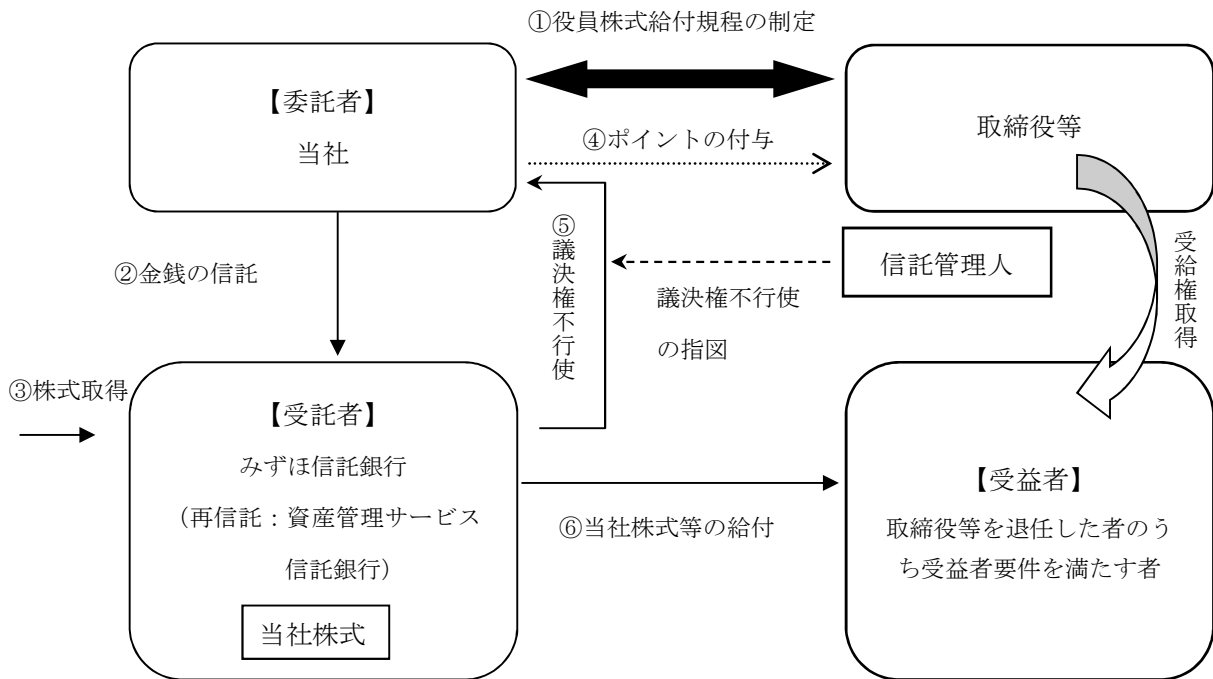 ①役員株式給付規程の制定
【委託者】
当社
取締役等
④ポイントの付与
②金銭の信託
⑤議決権不行使
信託管理人
議決権不行使
の指図
受給権取得
③株式取得
【受託者】
みずほ信託銀行
（再信託：資産管理サービス
信託銀行）
当社株式
⑥当社株式等の給付
【受益者】
取締役等を退任した者のう
ち受益者要件を満たす者